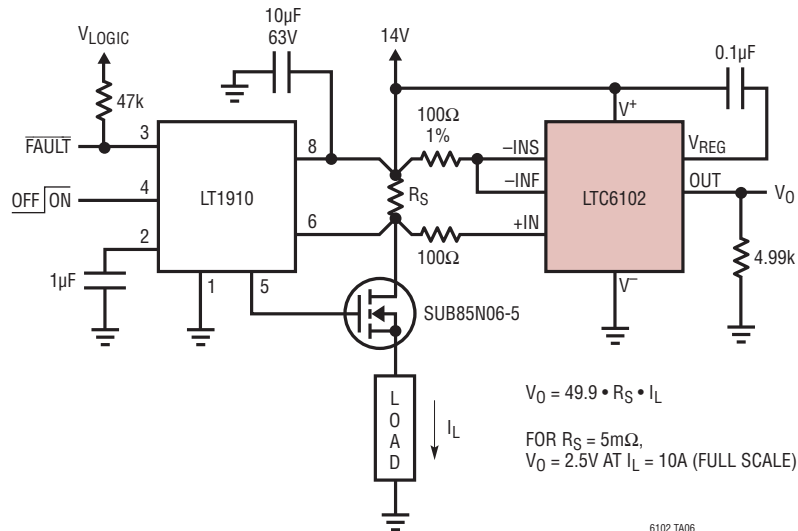 10µF
63V
VLOGIC
14V
0.1µF
47k
100Ω
1%
V+
3
8
–INS
VREG
FAULT
–INF
OUT
VO
4
LT1910
RS
LTC6102
OFF ON
2
6
+IN
4.99k
100Ω
1µF
1
5
V–
SUB85N06-5
LOAD
IL
VO = 49.9 • RS • IL
FOR RS = 5mΩ,
VO = 2.5V AT IL = 10A (FULL SCALE)
6102 TA06